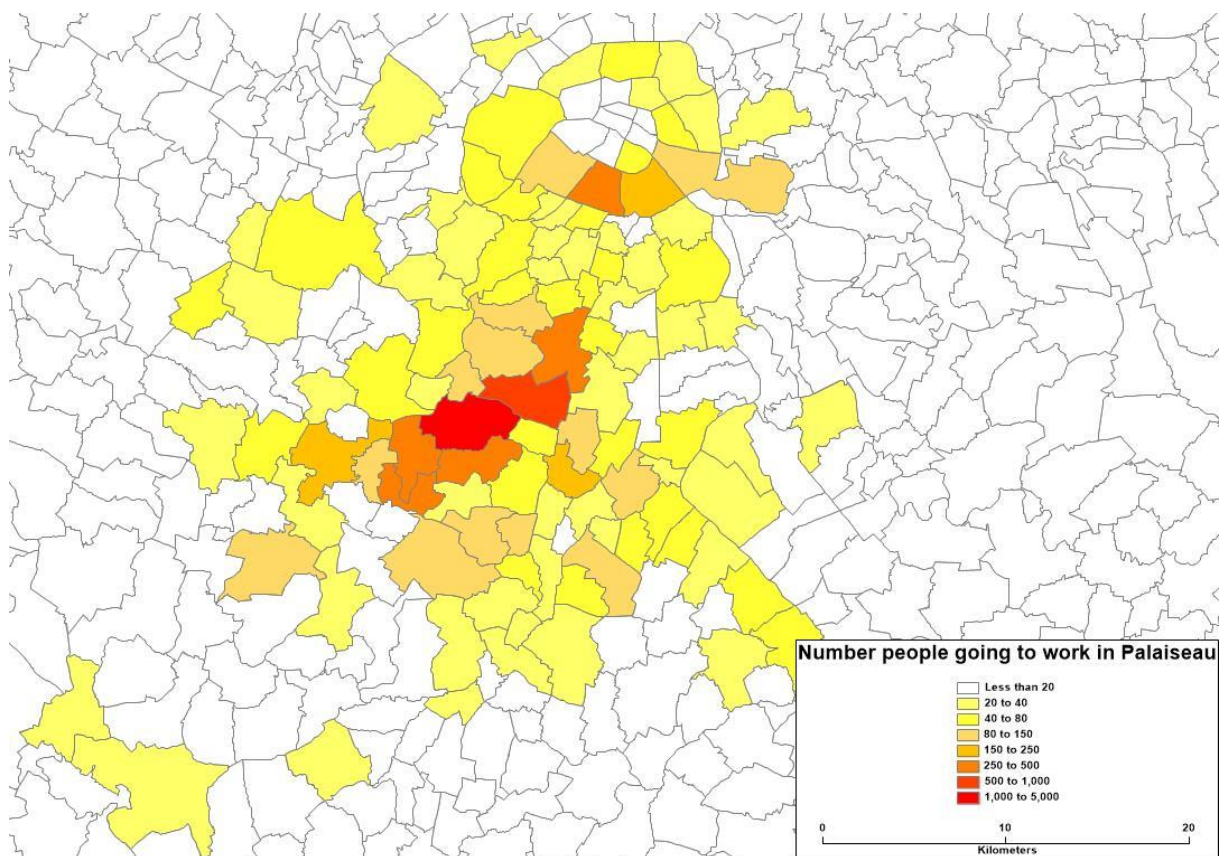 Number people going to work in Palaiseau
Less than 20
20 to 40
40 to 80
80 to 150
150 to 250
250 to 500
500 to 1,000
1,000 to 5,000
0 10 20
Kilometers